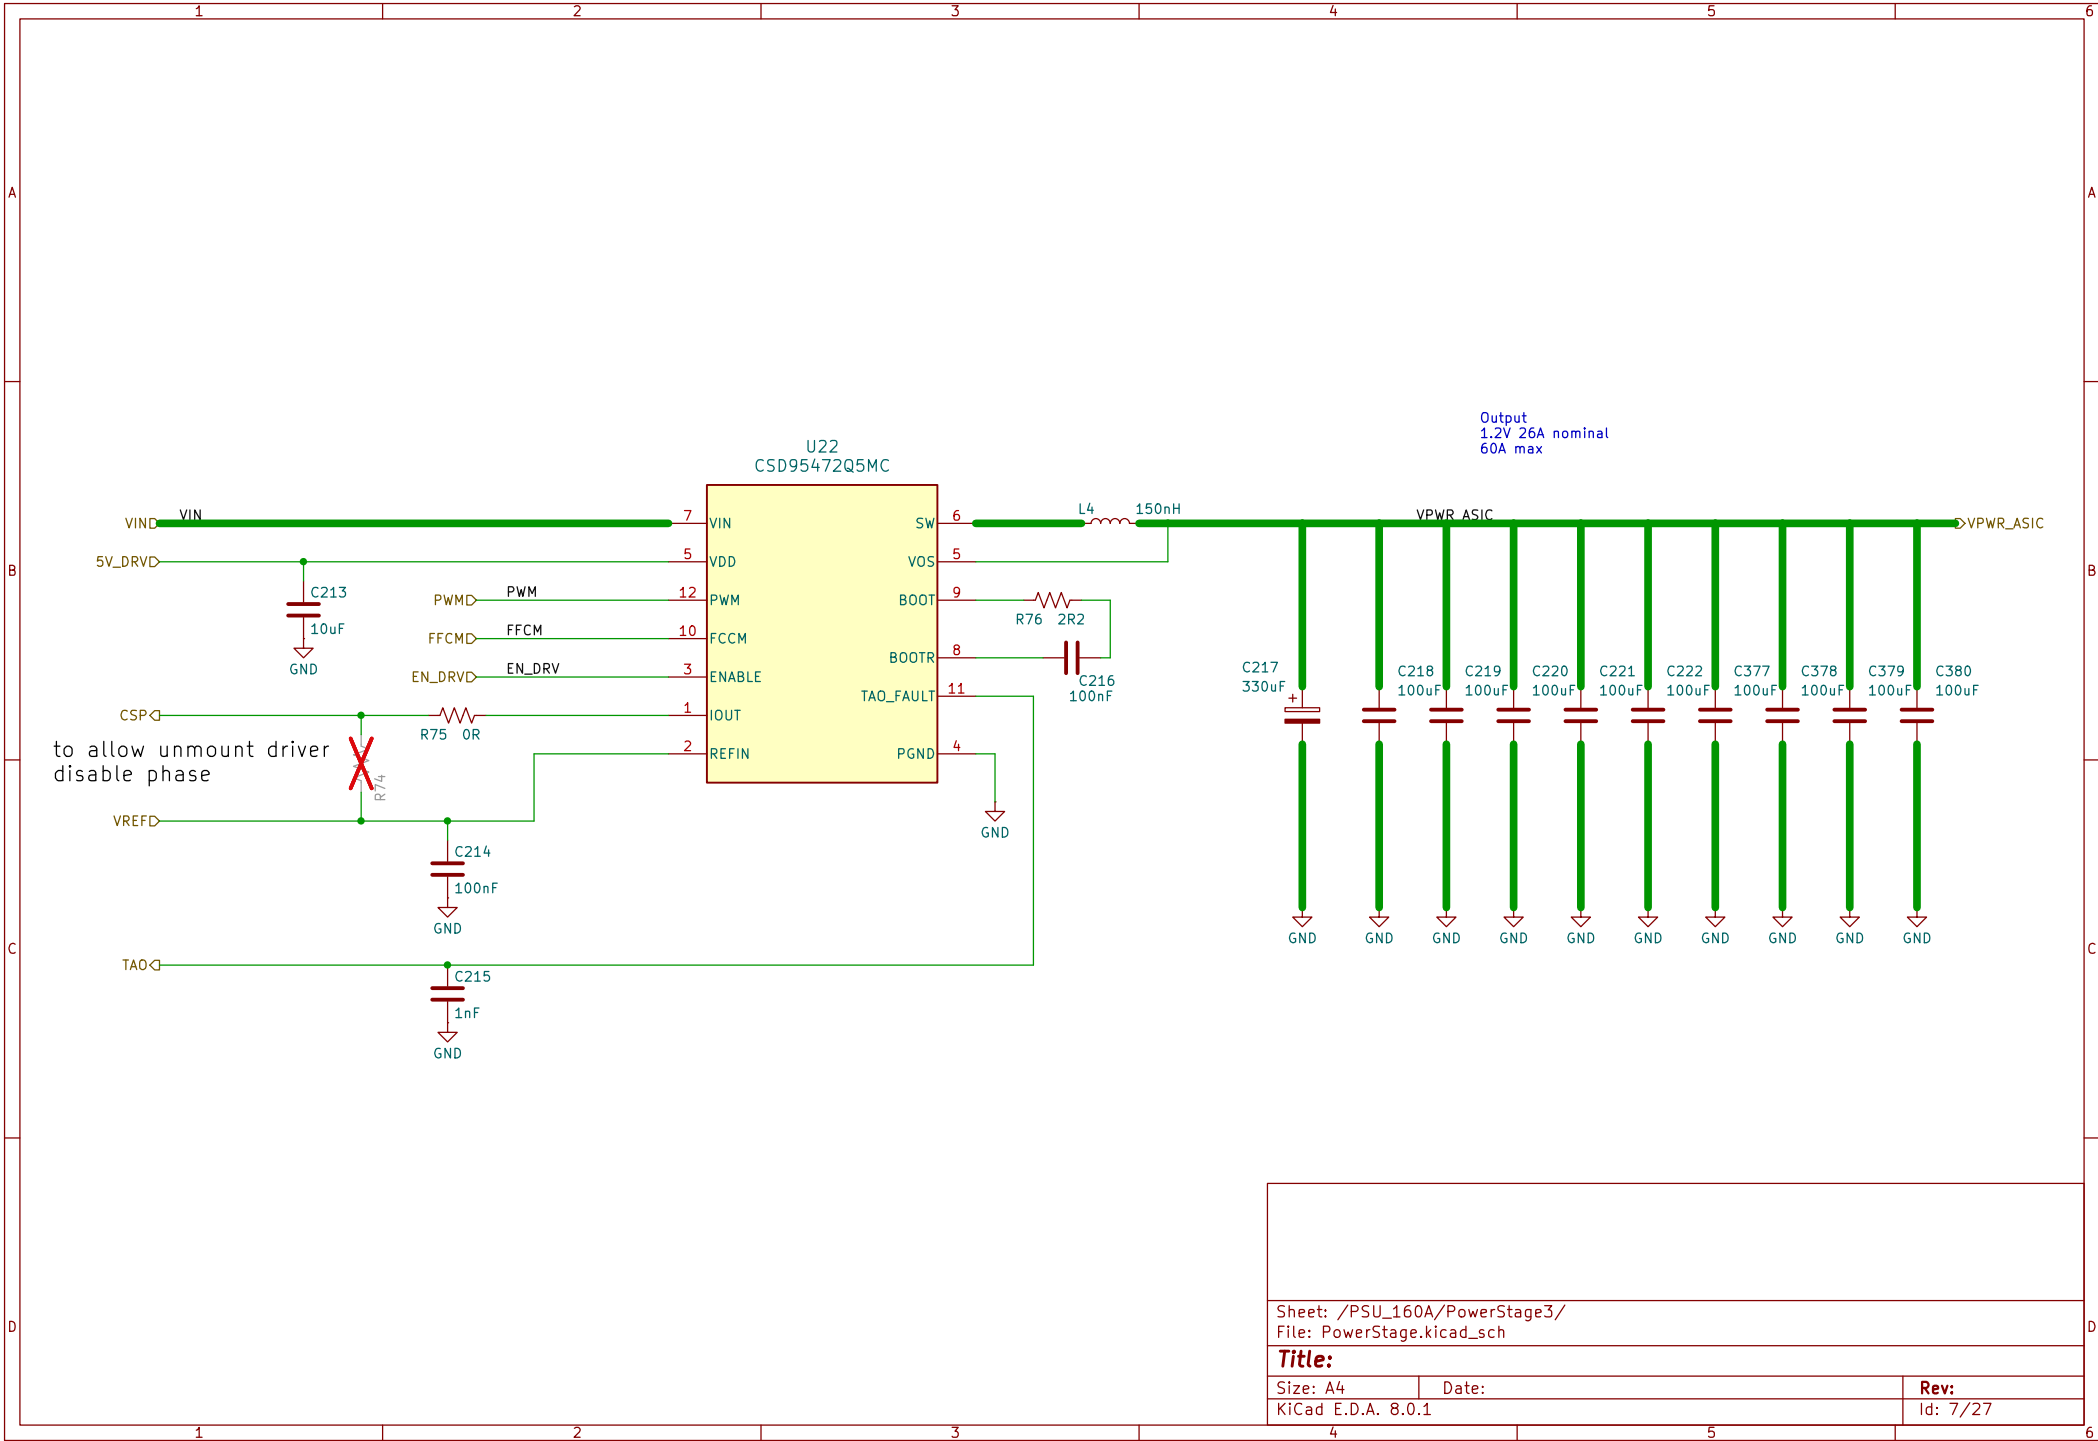 1 2 3 4 5 6
A A
Output
1.2V 26A nominal
60A max
U22
CSD95472Q5MC
VIN VIN 7 VIN SW 6 L4 150nH VPWR_ASIC VPWR_ASIC
B B
5V_DRV 5 VDD VOS 5
C213
10uF
GND
PWM PWM 12 PWM BOOT 9
R76 2R2
FFCM FFCM 10 FCCM
BOOTR 8
C216
100nF
EN_DRV EN_DRV 3 ENABLE
TAO_FAULT 11
CSP 1 IOUT
R75 0R
2 REFIN PGND 4
GND
to allow unmount driver
disable phase
R74
VREF
C214
100nF
GND
TAO
C215
1nF
GND
C217 C218 C219 C220 C221 C222 C377 C378 C379 C380
330uF 100uF 100uF 100uF 100uF 100uF 100uF 100uF 100uF 100uF
+
GND GND GND GND GND GND GND GND GND GND
C C
D D
Sheet: /PSU_160A/PowerStage3/
File: PowerStage.kicad_sch
Title:
Size: A4 Date: Rev:
KiCad E.D.A. 8.0.1 Id: 7/27
1 2 3 4 5 6